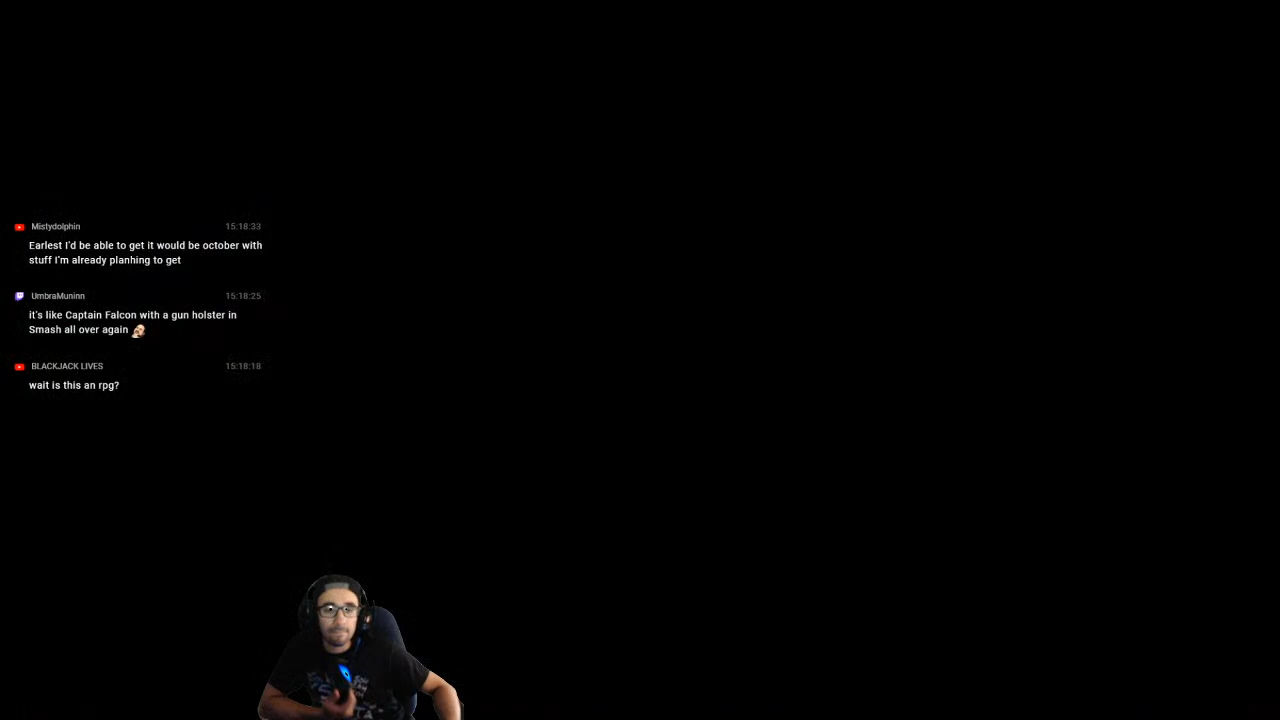 Mistydolphin 15:18:33
Earlest I'd be able to get it would be october with
stuff I'm already planhing to get
UmbraMuninn 15:18:25
it's like Captain Falcon with a gun holster in
Smash all over again
BLACKJACK LIVES 15:18:18
wait is this an rpg?